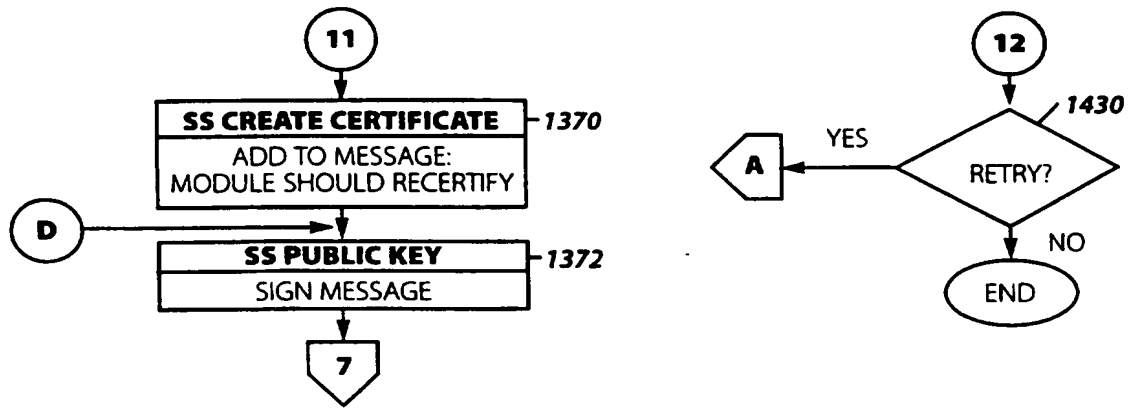 11
SS CREATE CERTIFICATE
1370
ADD TO MESSAGE:
MODULE SHOULD RECERTIFY
D
SS PUBLIC KEY
1372
SIGN MESSAGE
7
12
1430
YES
A
RETRY?
NO
END